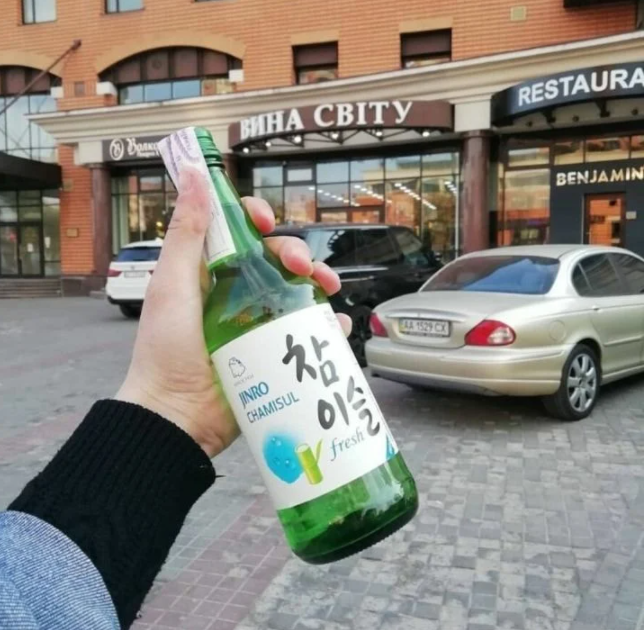 ВИНА СВІТУ
RESTAURA
BENJAMIN
AA 1529 CX
JINRO
CHAMISUL
참
이슬
fresh